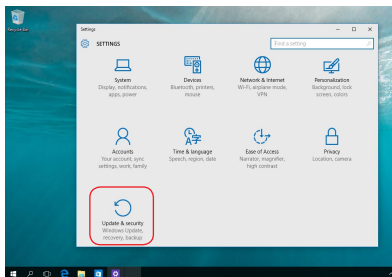 Recycle Bin
Settings
SETTINGS
Find a setting
System
Display, notifications,
apps, power
Devices
Bluetooth, printers,
mouse
Network & Internet
Wi-Fi, airplane mode,
VPN
Personalization
Background, lock
screen, colors
Accounts
Your account, sync
settings, work, family
Time & language
Speech, region, date
Ease of Access
Narrator, magnifier,
high contrast
Privacy
Location, camera
Update & security
Windows Update,
recovery, backup